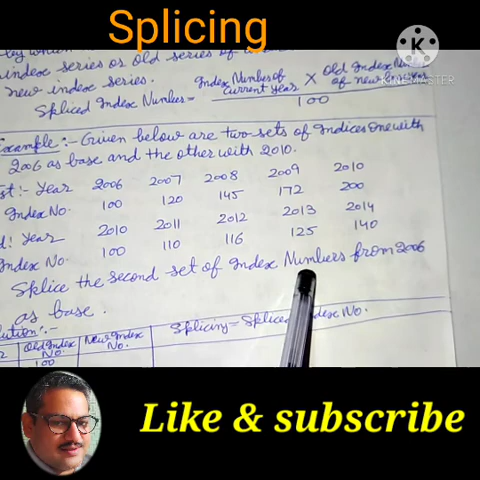 Splicing
KINEMASTER
index series or old series
new index series.
Spliced Index Number = Index Number of Current Year X Old Index No. of new base
100
Example:- Given below are two sets of Indices one with
2006 as base and the other with 2010.
Year 2006 2007 2008 2009 2010
Index No. 100 120 145 172 200
Year 2010 2011 2012 2013 2014
Index No. 100 110 116 125 140
Splice the second set of Index Numbers from 2006
as base.
Old Index No. New Index No. Splicing = Spliced Index No.
100
Like & subscribe